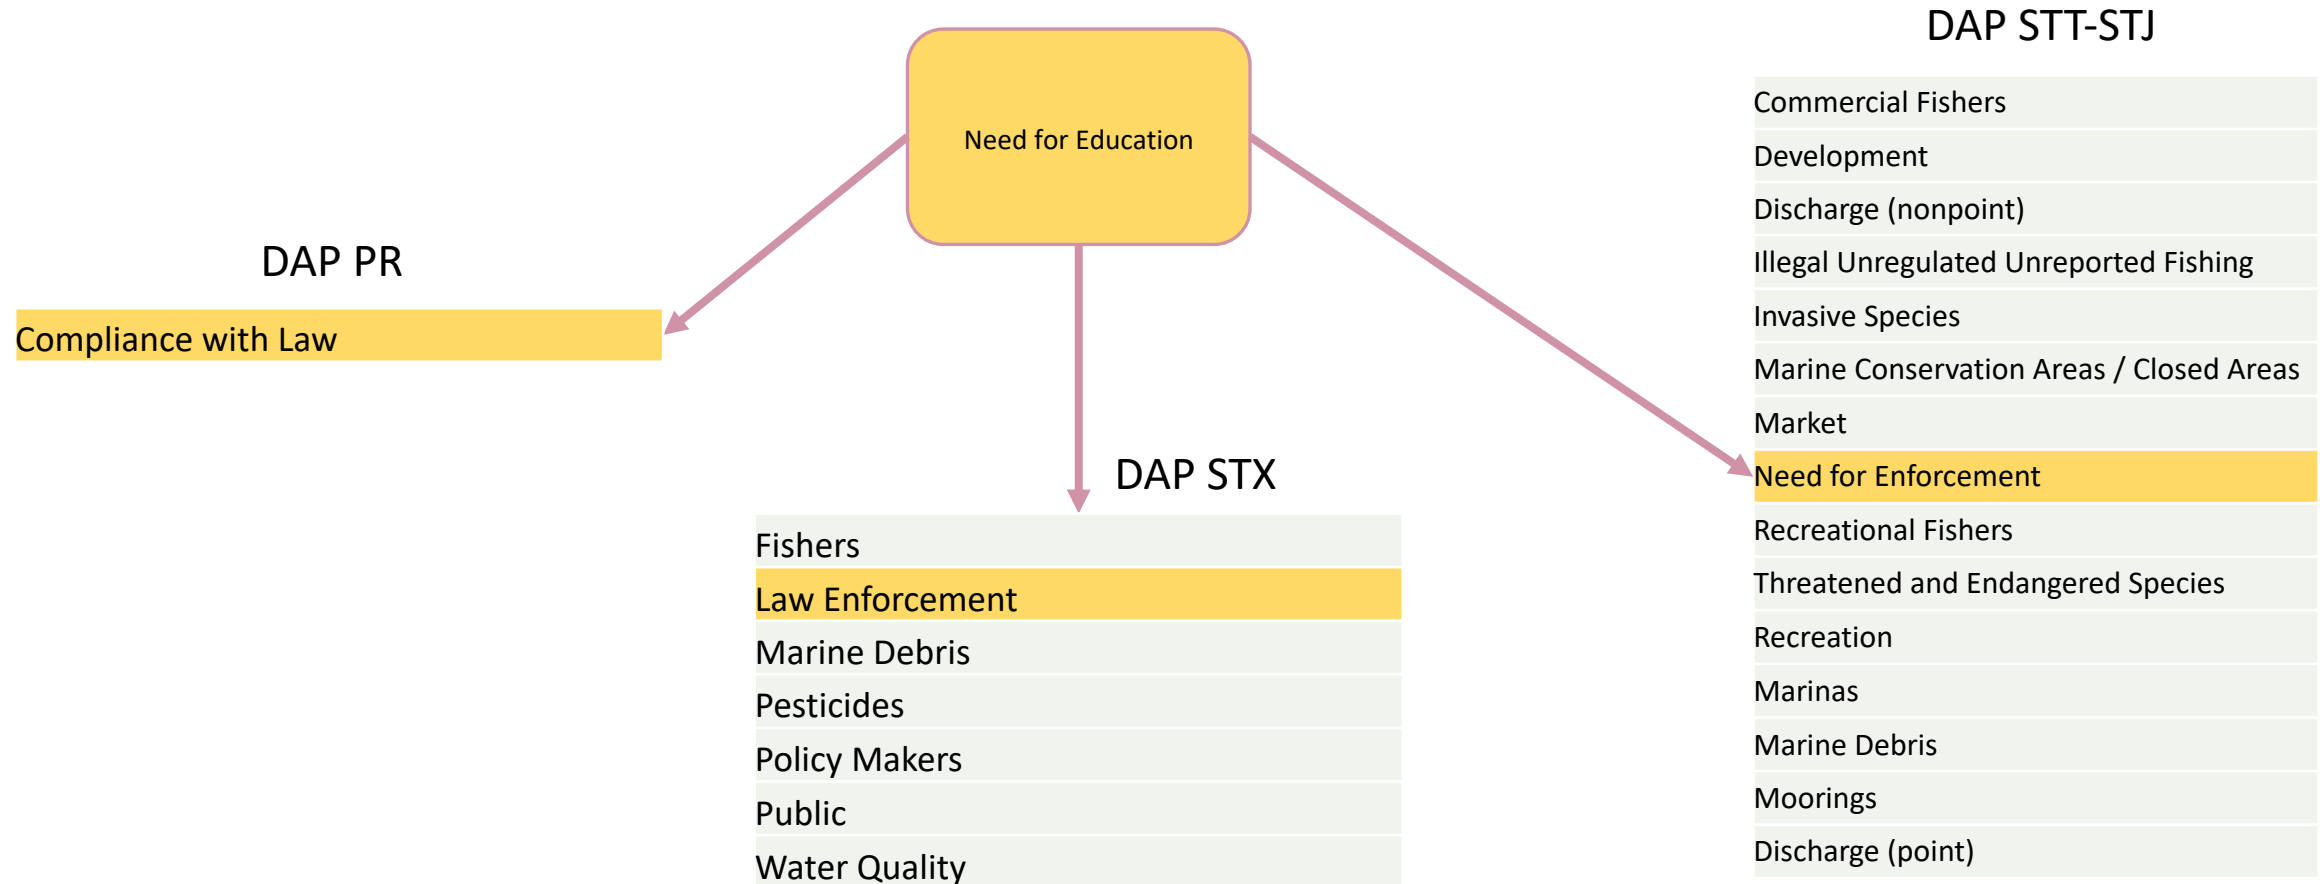 Need for Education
DAP PR
Compliance with Law
DAP STX
Fishers
Law Enforcement
Marine Debris
Pesticides
Policy Makers
Public
Water Quality
DAP STT-STJ
Commercial Fishers
Development
Discharge (nonpoint)
Illegal Unregulated Unreported Fishing
Invasive Species
Marine Conservation Areas / Closed Areas
Market
Need for Enforcement
Recreational Fishers
Threatened and Endangered Species
Recreation
Marinas
Marine Debris
Moorings
Discharge (point)